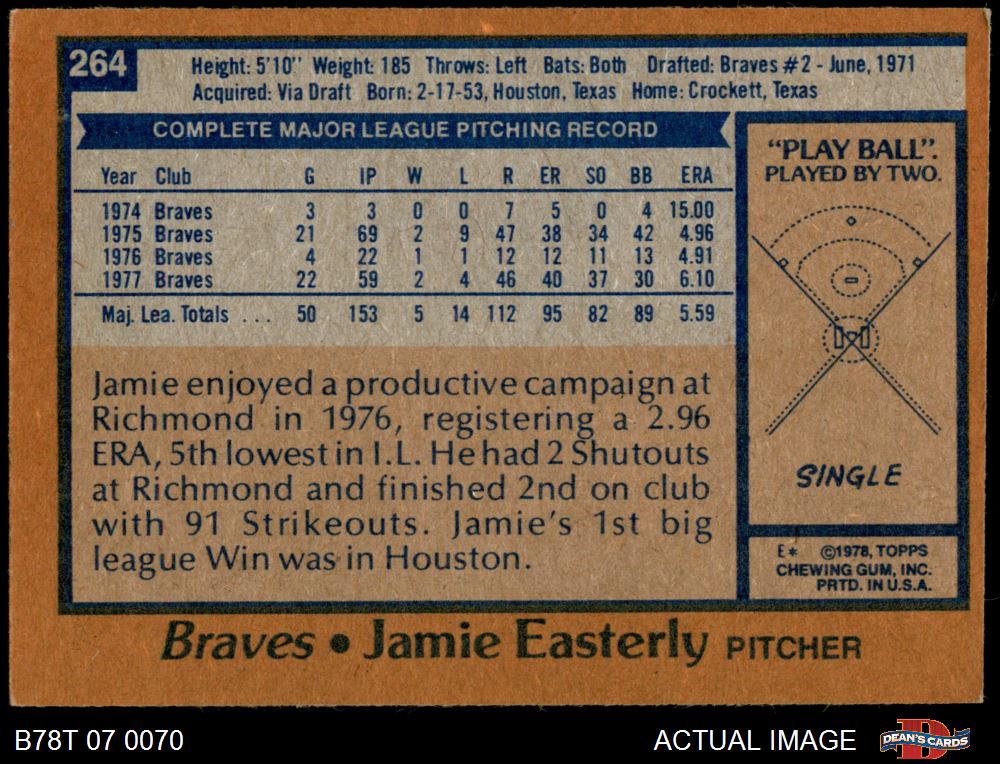 264
Height: 5'10" Weight: 185 Throws: Left Bats: Both Drafted: Braves #2 - June, 1971
Acquired: Via Draft Born: 2-17-53, Houston, Texas Home: Crockett, Texas
COMPLETE MAJOR LEAGUE PITCHING RECORD
Year Club G IP W L R ER SO BB ERA
1974 Braves 3 3 0 0 7 5 0 4 15.00
1975 Braves 21 69 2 9 47 38 34 42 4.96
1976 Braves 4 22 1 1 12 12 11 13 4.91
1977 Braves 22 59 2 4 46 40 37 30 6.10
Maj. Lea. Totals . . . 50 153 5 14 112 95 82 89 5.59
Jamie enjoyed a productive campaign at
Richmond in 1976, registering a 2.96
ERA, 5th lowest in I.L. He had 2 Shutouts
at Richmond and finished 2nd on club
with 91 Strikeouts. Jamie's 1st big
league Win was in Houston.
"PLAY BALL".
PLAYED BY TWO.
SINGLE
E* ©1978, TOPPS
CHEWING GUM, INC.
PRTD. IN U.S.A.
Braves • Jamie Easterly PITCHER
B78T 07 0070
ACTUAL IMAGE
DEAN'S CARDS